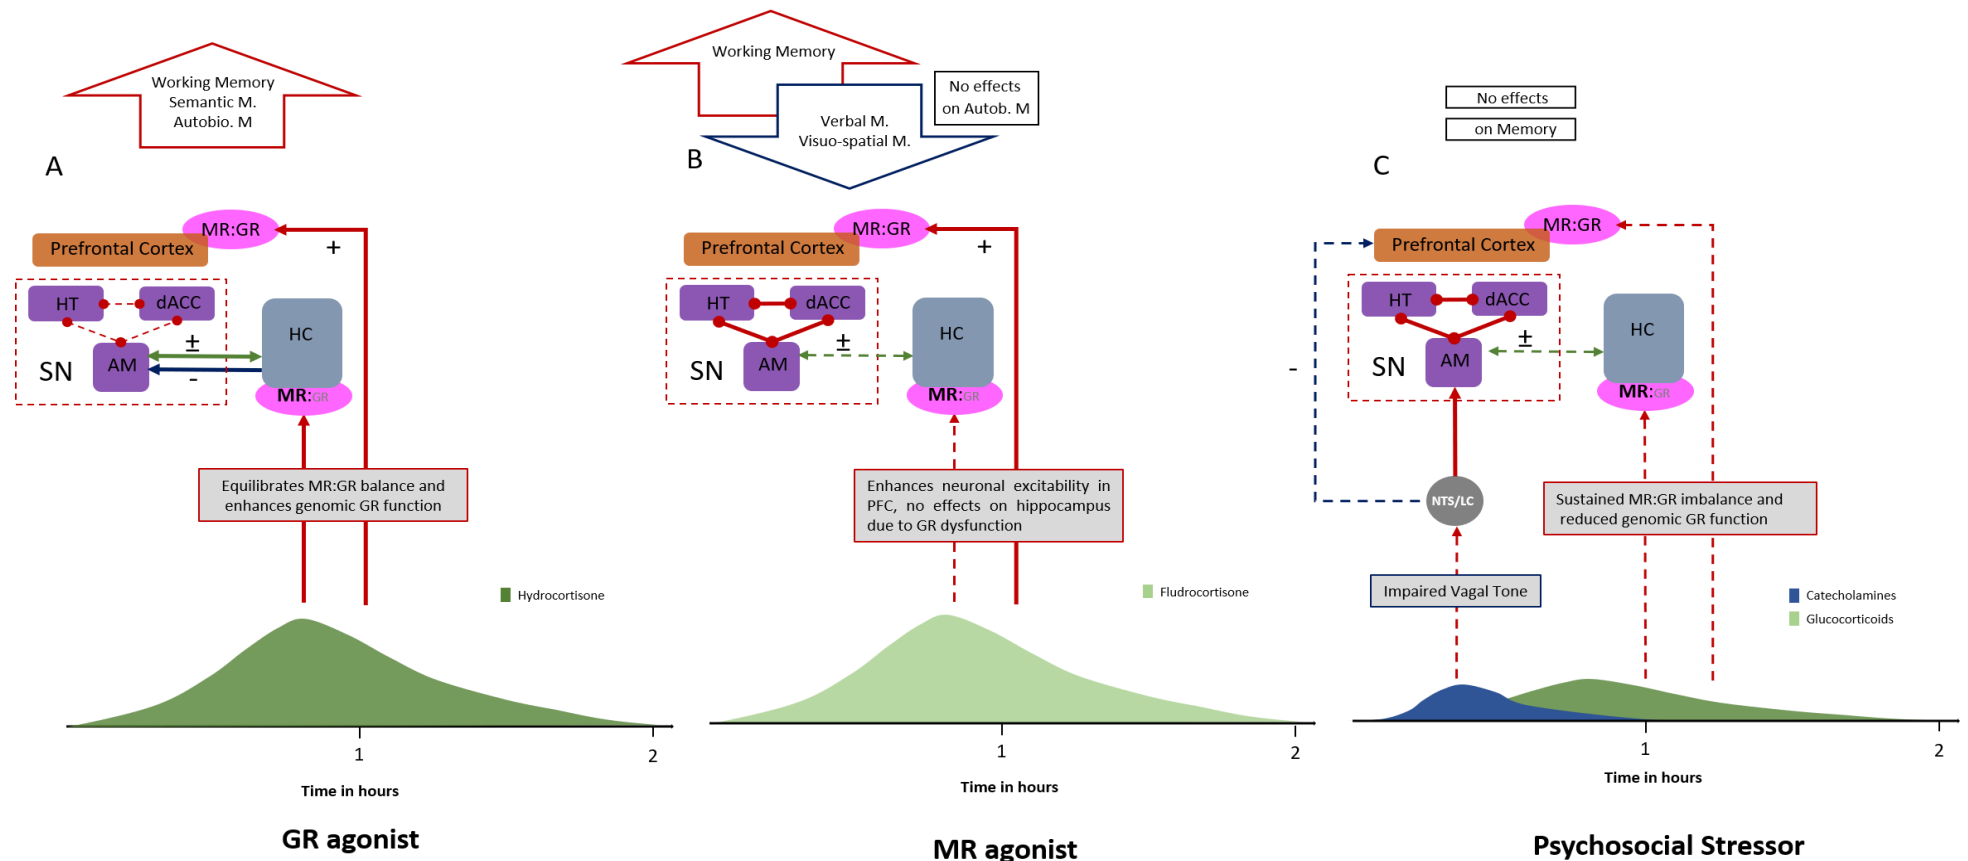 Working Memory
Semantic M.
Autobio. M
A
MR:GR
+
Prefrontal Cortex
HT
dACC
HC
±
AM
SN
-
MR:GR
Equilibrates MR:GR balance and
enhances genomic GR function
Hydrocortisone
1
2
Time in hours
GR agonist
Working Memory
No effects
on Autob. M
Verbal M.
Visuo-spatial M.
B
MR:GR
+
Prefrontal Cortex
HT
dACC
HC
±
AM
SN
MR:GR
Enhances neuronal excitability in
PFC, no effects on hippocampus
due to GR dysfunction
Fludrocortisone
1
2
Time in hours
MR agonist
No effects
on Memory
C
MR:GR
Prefrontal Cortex
HT
dACC
HC
±
AM
SN
-
MR:GR
NTS/LC
Sustained MR:GR imbalance and
reduced genomic GR function
Impaired Vagal Tone
Catecholamines
Glucocorticoids
1
2
Time in hours
Psychosocial Stressor